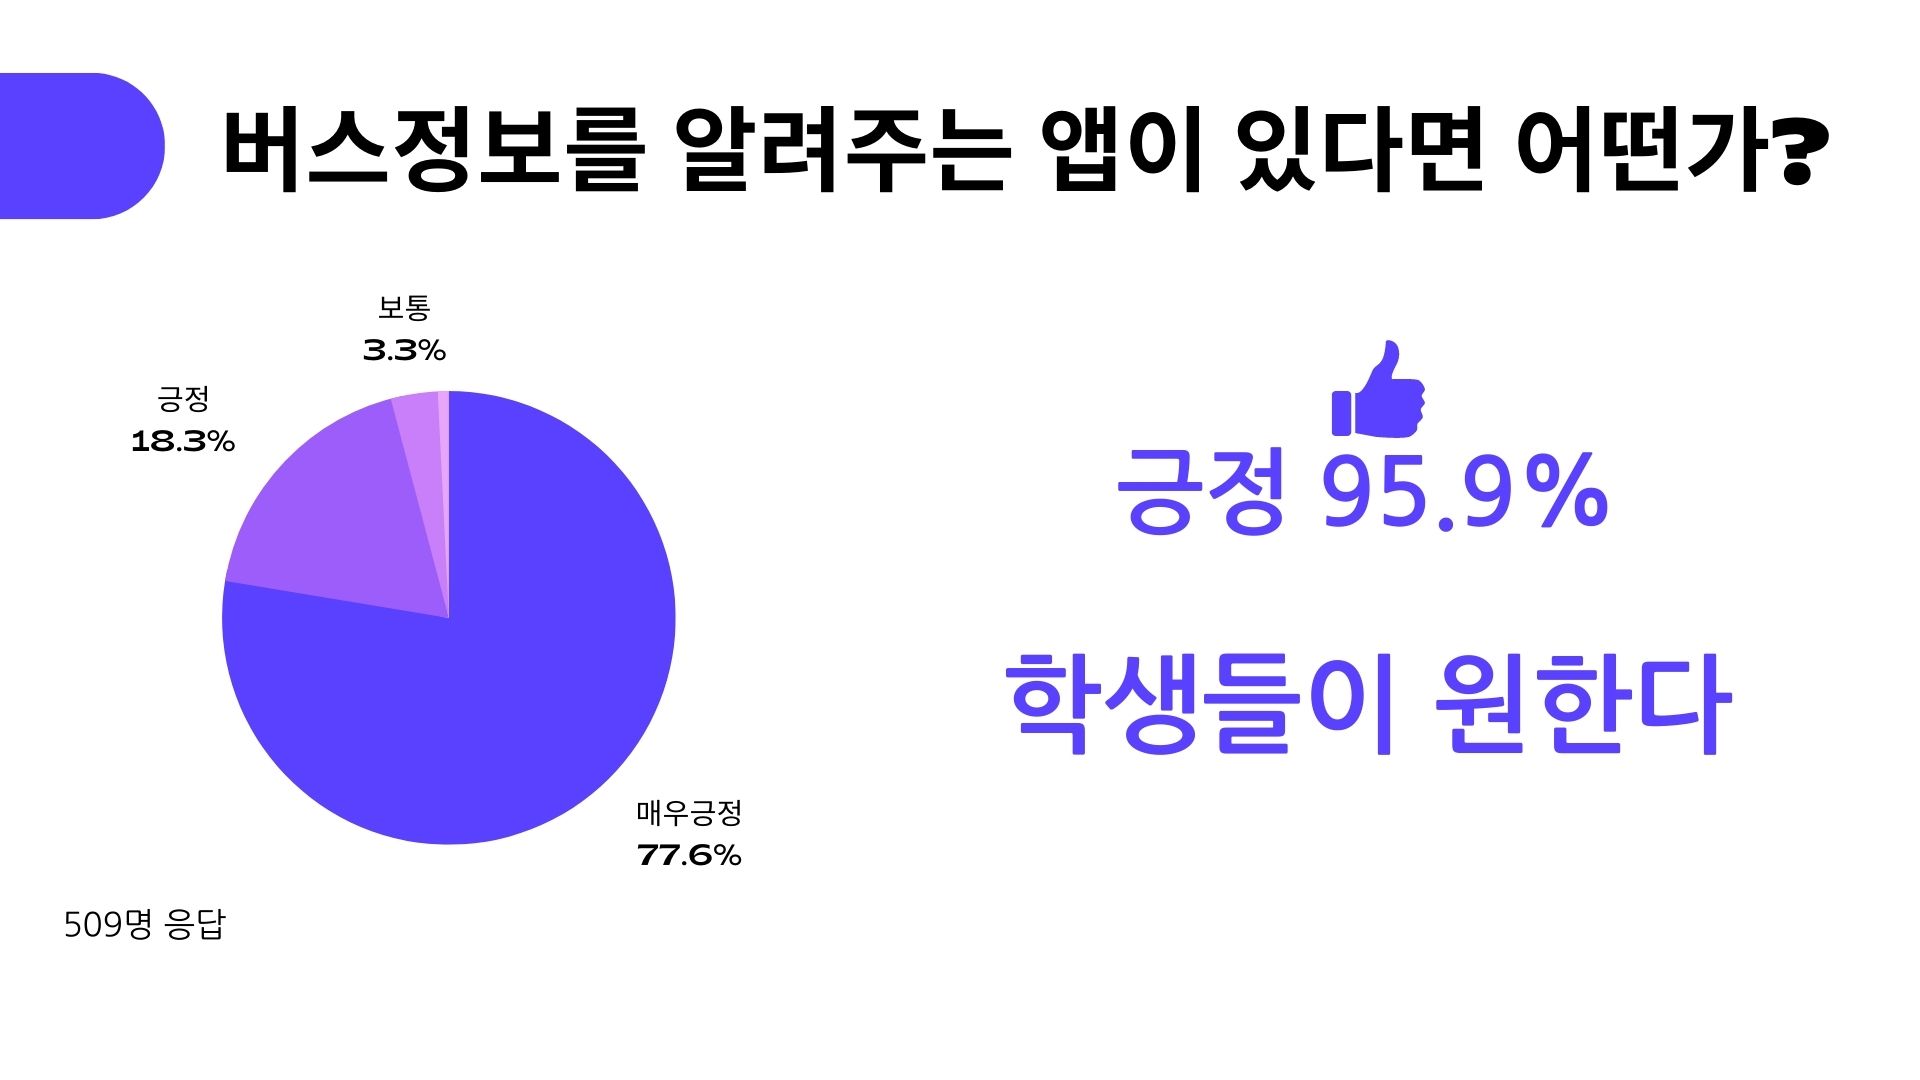 버스정보를 알려주는 앱이 있다면 어떤가?
보통
3.3%
긍정
18.3%
매우긍정
77.6%
509명 응답
긍정 95.9%
학생들이 원한다